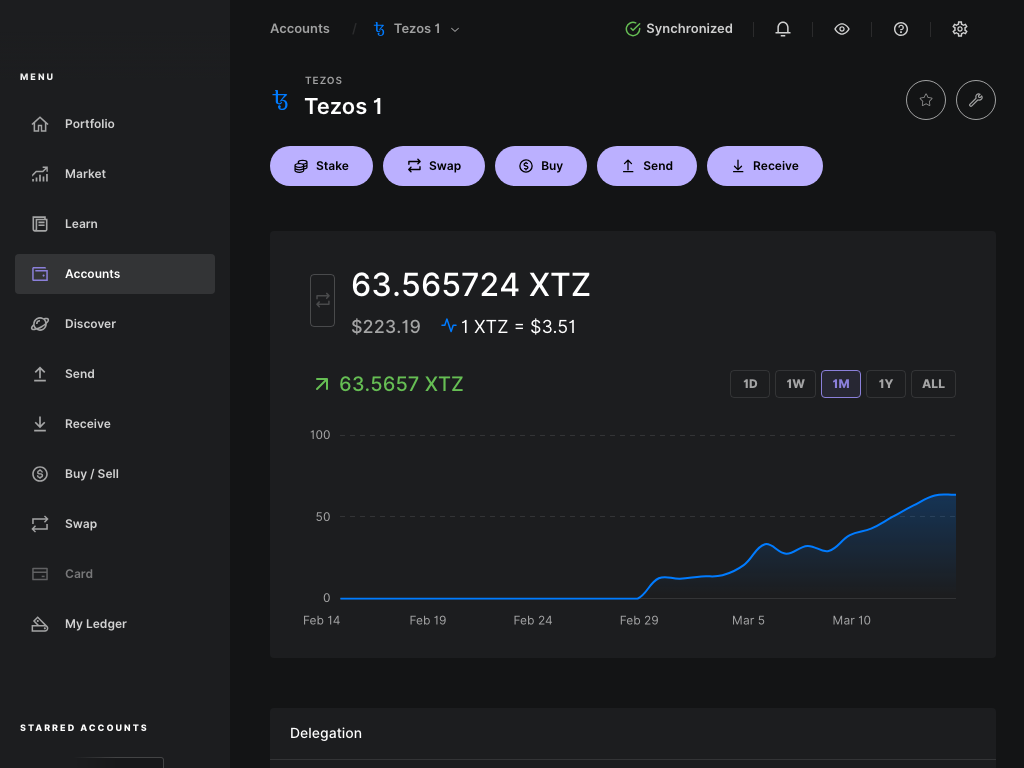 Accounts / Tezos 1
Synchronized
MENU
Portfolio
Market
Learn
Accounts
Discover
Send
Receive
Buy / Sell
Swap
Card
My Ledger
STARRED ACCOUNTS
TEZOS
Tezos 1
Stake Swap Buy Send Receive
63.565724 XTZ
$223.19 1 XTZ = $3.51
63.5657 XTZ
1D 1W 1M 1Y ALL
100
50
0
Feb 14 Feb 19 Feb 24 Feb 29 Mar 5 Mar 10
Delegation